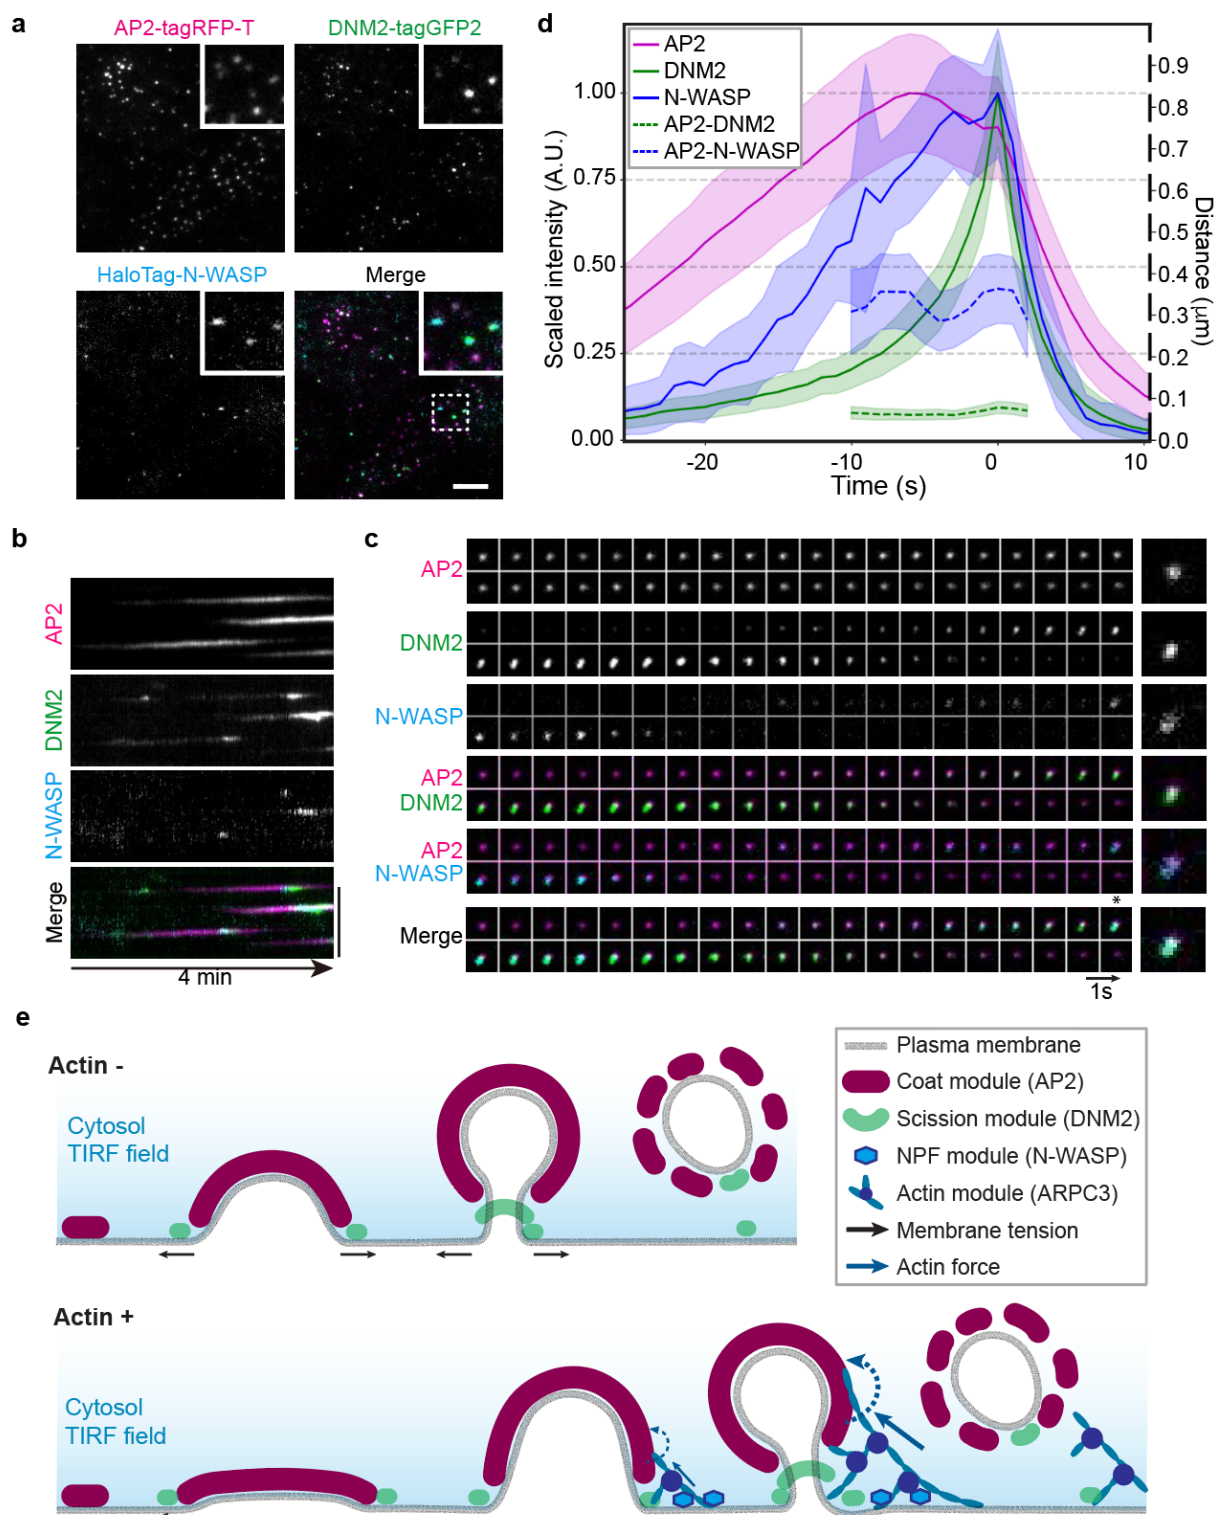 a
AP2-tagRFP-T
DNM2-tagGFP2
HaloTag-N-WASP
Merge
d
AP2
DNM2
N-WASP
AP2-DNM2
AP2-N-WASP
Scaled intensity (A.U.)
1.00
0.75
0.50
0.25
0.00
0.9
0.8
0.7
0.6
0.5
0.4
0.3
0.2
0.1
0.0
Distance (μm)
-20
-10
0
10
Time (s)
b
AP2
DNM2
N-WASP
Merge
4 min
c
AP2
DNM2
N-WASP
AP2
DNM2
AP2
N-WASP
*
Merge
1s
e
Actin -
Cytosol
TIRF field
Plasma membrane
Coat module (AP2)
Scission module (DNM2)
NPF module (N-WASP)
Actin module (ARPC3)
Membrane tension
Actin force
Actin +
Cytosol
TIRF field